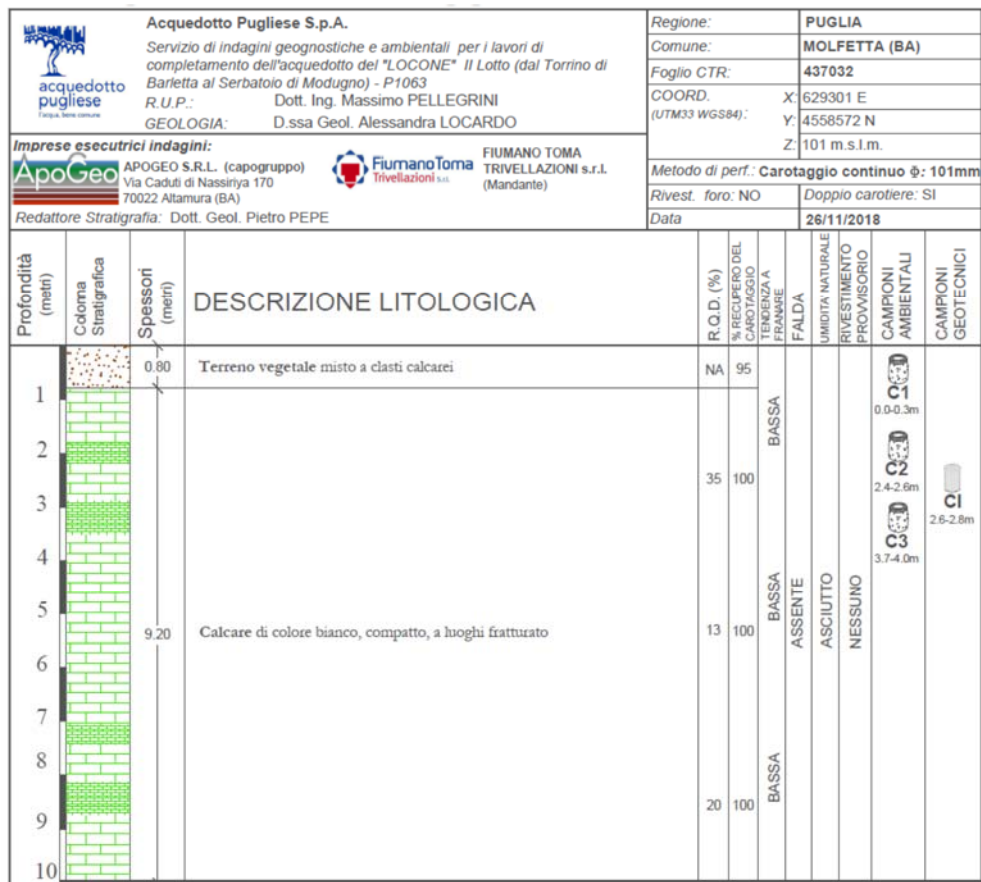 acquedotto
pugliese
l'acqua, bene comune
Acquedotto Pugliese S.p.A.
Servizio di indagini geognostiche e ambientali per i lavori di
completamento dell'acquedotto del "LOCONE" II Lotto (dal Torrino di
Barletta al Serbatoio di Modugno) - P1063
R.U.P.: Dott. Ing. Massimo PELLEGRINI
GEOLOGIA: D.ssa Geol. Alessandra LOCARDO
Regione: PUGLIA
Comune: MOLFETTA (BA)
Foglio CTR: 437032
COORD. X: 629301 E
(UTM33 WGS84): Y: 4558572 N
Z: 101 m.s.l.m.
Imprese esecutrici indagini:
ApoGeo
APOGEO S.R.L. (capogruppo)
Via Caduti di Nassiriya 170
70022 Altamura (BA)
FiumanoToma
Trivellazioni s.r.l.
FIUMANO TOMA
TRIVELLAZIONI s.r.l.
(Mandante)
Redattore Stratigrafia: Dott. Geol. Pietro PEPE
Metodo di perf.: Carotaggio continuo Φ: 101mm
Rivest. foro: NO Doppio carotiere: SI
Data 26/11/2018
Profondità
(metri)
Colonna
Stratigrafica
Spessori
(metri)
DESCRIZIONE LITOLOGICA
R.Q.D. (%)
% RECUPERO DEL
CAROTAGGIO
TENDENZA A
FRANARE
FALDA
UMIDITA' NATURALE
RIVESTIMENTO
PROVVISORIO
CAMPIONI
AMBIENTALI
CAMPIONI
GEOTECNICI
0.80 Terreno vegetale misto a clasti calcarei NA 95
1
2
3
4
5
6
7
8
9
10
9.20 Calcare di colore bianco, compatto, a luoghi fratturato
35 100
13 100
20 100
BASSA
BASSA
BASSA
ASSENTE
ASCIUTTO
NESSUNO
C1
0.0-0.3m
C2
2.4-2.6m
C3
3.7-4.0m
CI
2.6-2.8m